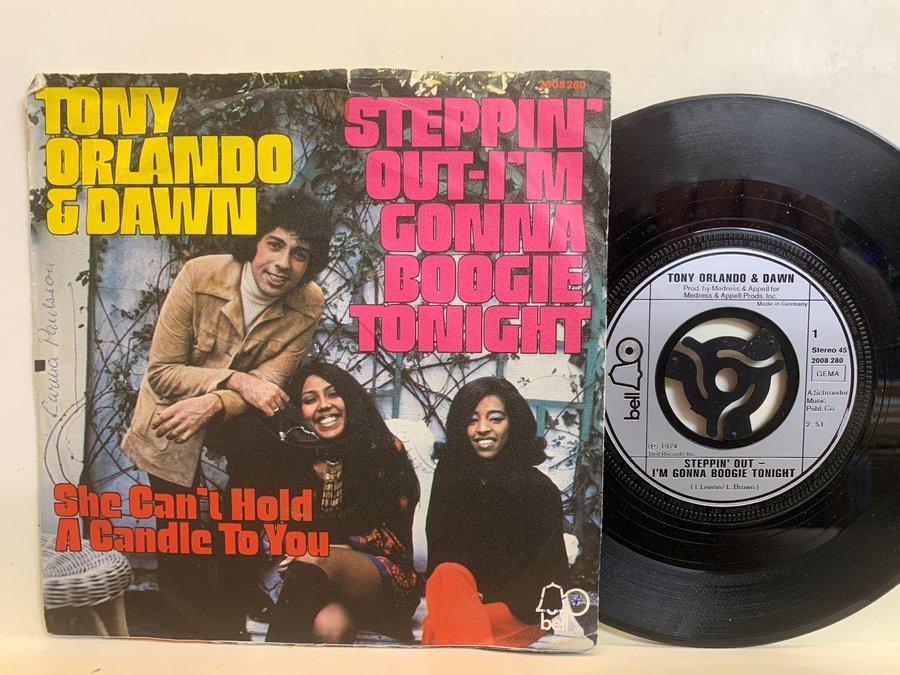 TONY
ORLANDO
& DAWN
2008 280
STEPPIN'
OUT-I'M
GONNA
BOOGIE
TONIGHT
She Can't Hold
A Candle To You
bell
TONY ORLANDO & DAWN
Prod. by Medress & Appell for
Medress & Appell Prods. Inc.
Made in Germany
1
Stereo 45
2008 280
GEMA
A. Schroeder
Music
Publ. Co.
2:51
bell
℗ 1974
Bell Records Inc.
STEPPIN' OUT –
I'M GONNA BOOGIE TONIGHT
( I. Levine/ L. Brown )